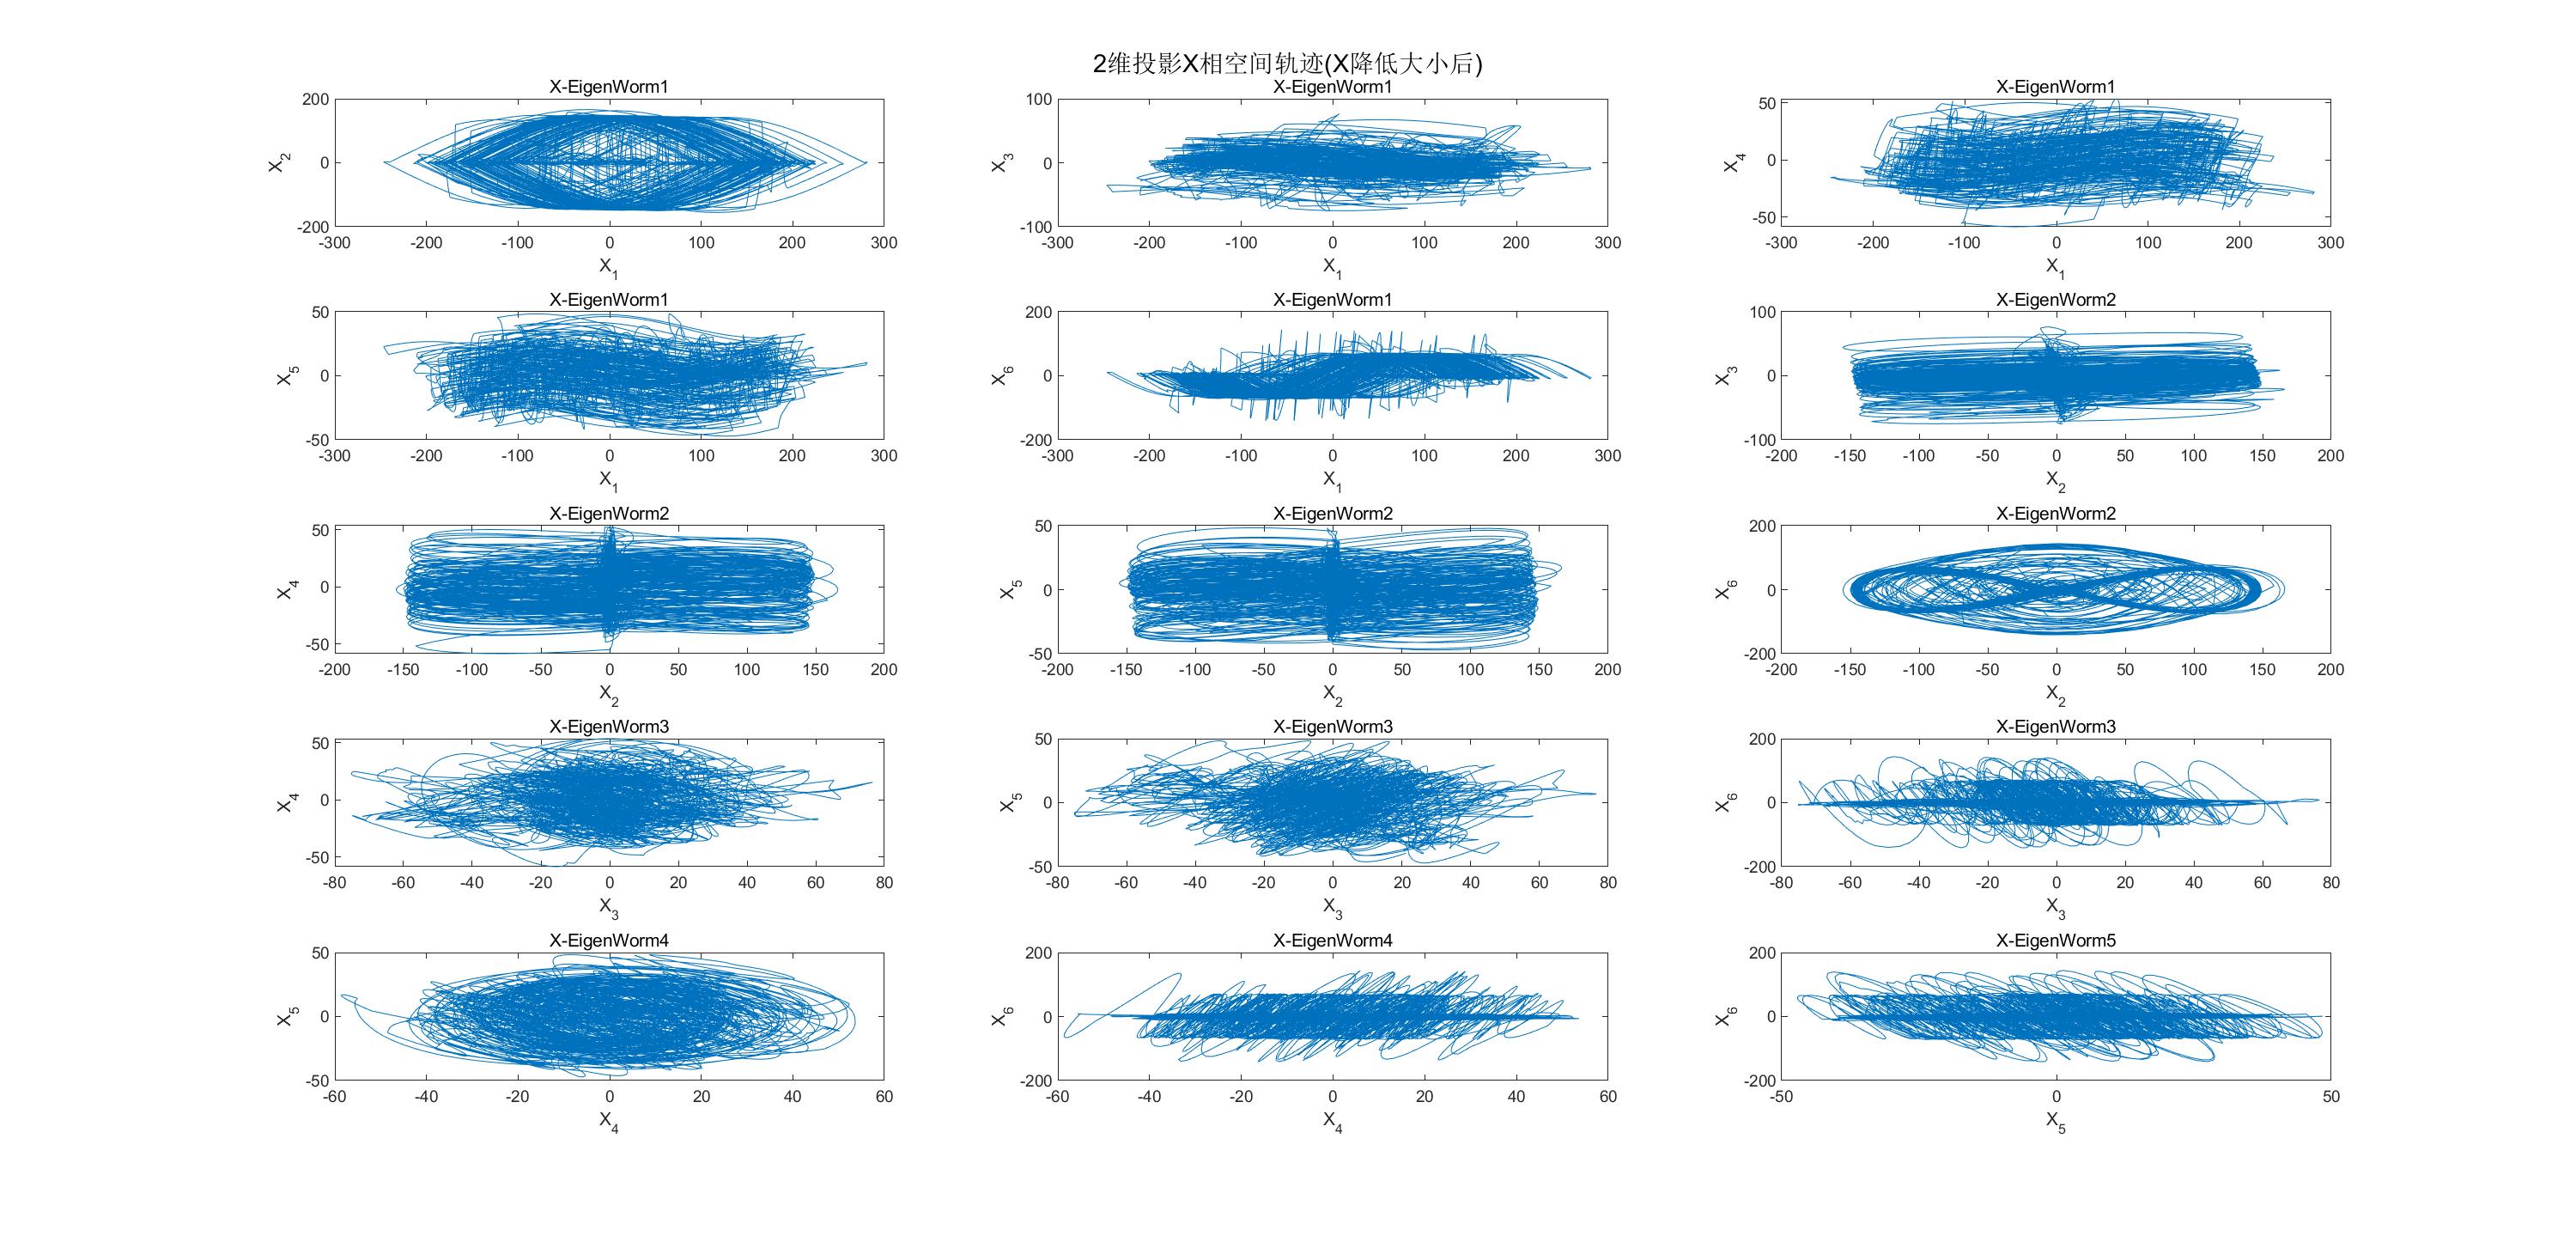 2维投影X相空间轨迹(X降低大小后)
X-EigenWorm1 X-EigenWorm1 X-EigenWorm1
200 100 50
X2 0 X3 0 X4 0
-200 -100 -50
-300 -200 -100 0 100 200 300 -300 -200 -100 0 100 200 300 -300 -200 -100 0 100 200 300
X1 X1 X1
X-EigenWorm1 X-EigenWorm1 X-EigenWorm2
50 200 100
X5 0 X6 0 X3 0
-50 -200 -100
-300 -200 -100 0 100 200 300 -300 -200 -100 0 100 200 300 -200 -150 -100 -50 0 50 100 150 200
X1 X1 X2
X-EigenWorm2 X-EigenWorm2 X-EigenWorm2
50 50 200
X4 0 X5 0 X6 0
-50 -50 -200
-200 -150 -100 -50 0 50 100 150 200 -200 -150 -100 -50 0 50 100 150 200 -200 -150 -100 -50 0 50 100 150 200
X2 X2 X2
X-EigenWorm3 X-EigenWorm3 X-EigenWorm3
50 50 200
X4 0 X5 0 X6 0
-50 -50 -200
-80 -60 -40 -20 0 20 40 60 80 -80 -60 -40 -20 0 20 40 60 80 -80 -60 -40 -20 0 20 40 60 80
X3 X3 X3
X-EigenWorm4 X-EigenWorm4 X-EigenWorm5
50 200 200
X5 0 X6 0 X6 0
-50 -200 -200
-60 -40 -20 0 20 40 60 -60 -40 -20 0 20 40 60 -50 0 50
X4 X4 X5